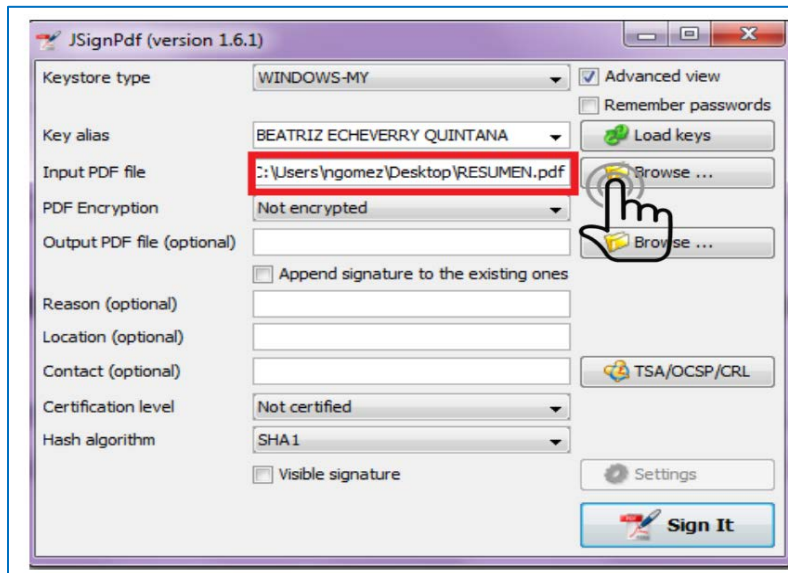 JSignPdf (version 1.6.1)
Keystore type WINDOWS-MY Advanced view
Remember passwords
Key alias BEATRIZ ECHEVERRY QUINTANA Load keys
Input PDF file :\Users\ngomez\Desktop\RESUMEN.pdf Browse ...
PDF Encryption Not encrypted
Output PDF file (optional) Browse ...
Append signature to the existing ones
Reason (optional)
Location (optional)
Contact (optional) TSA/OCSP/CRL
Certification level Not certified
Hash algorithm SHA1
Visible signature Settings
Sign It